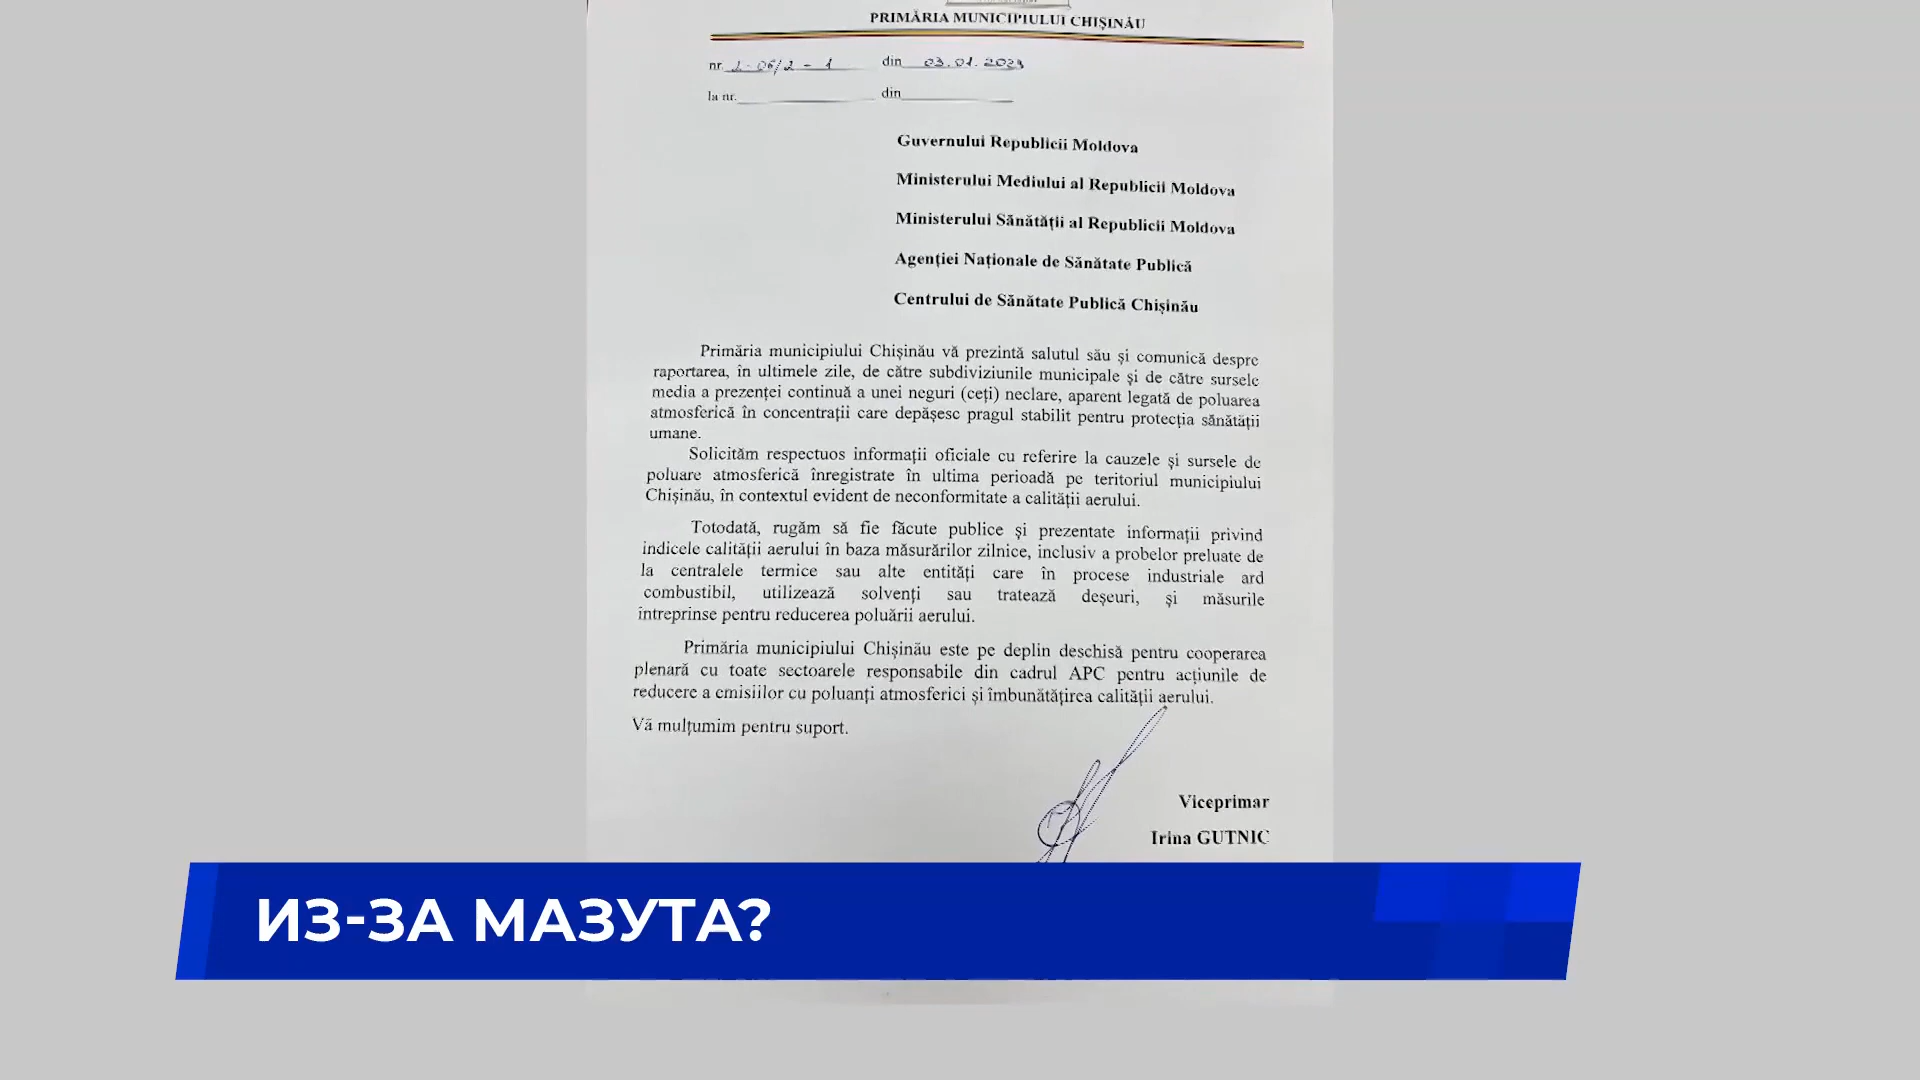 PRIMĂRIA MUNICIPIULUI CHIȘINĂU
nr. 2-06/2-1 din 03.01.2023
la nr. din
Guvernului Republicii Moldova
Ministerului Mediului al Republicii Moldova
Ministerului Sănătății al Republicii Moldova
Agenției Naționale de Sănătate Publică
Centrului de Sănătate Publică Chișinău
Primăria municipiului Chișinău vă prezintă salutul său și comunică despre
raportarea, în ultimele zile, de către subdiviziunile municipale și de către sursele
media a prezenței continuă a unei neguri (ceți) neclare, aparent legată de poluarea
atmosferică în concentrații care depășesc pragul stabilit pentru protecția sănătății
umane.
Solicităm respectuos informații oficiale cu referire la cauzele și sursele de
poluare atmosferică înregistrate în ultima perioadă pe teritoriul municipiului
Chișinău, în contextul evident de neconformitate a calității aerului.
Totodată, rugăm să fie făcute publice și prezentate informații privind
indicele calității aerului în baza măsurărilor zilnice, inclusiv a probelor preluate de
la centralele termice sau alte entități care în procese industriale ard
combustibil, utilizează solvenți sau tratează deșeuri, și măsurile
întreprinse pentru reducerea poluării aerului.
Primăria municipiului Chișinău este pe deplin deschisă pentru cooperarea
plenară cu toate sectoarele responsabile din cadrul APC pentru acțiunile de
reducere a emisiilor cu poluanți atmosferici și îmbunătățirea calității aerului.
Vă mulțumim pentru suport.
Viceprimar
Irina GUTNIC
ИЗ-ЗА МАЗУТА?